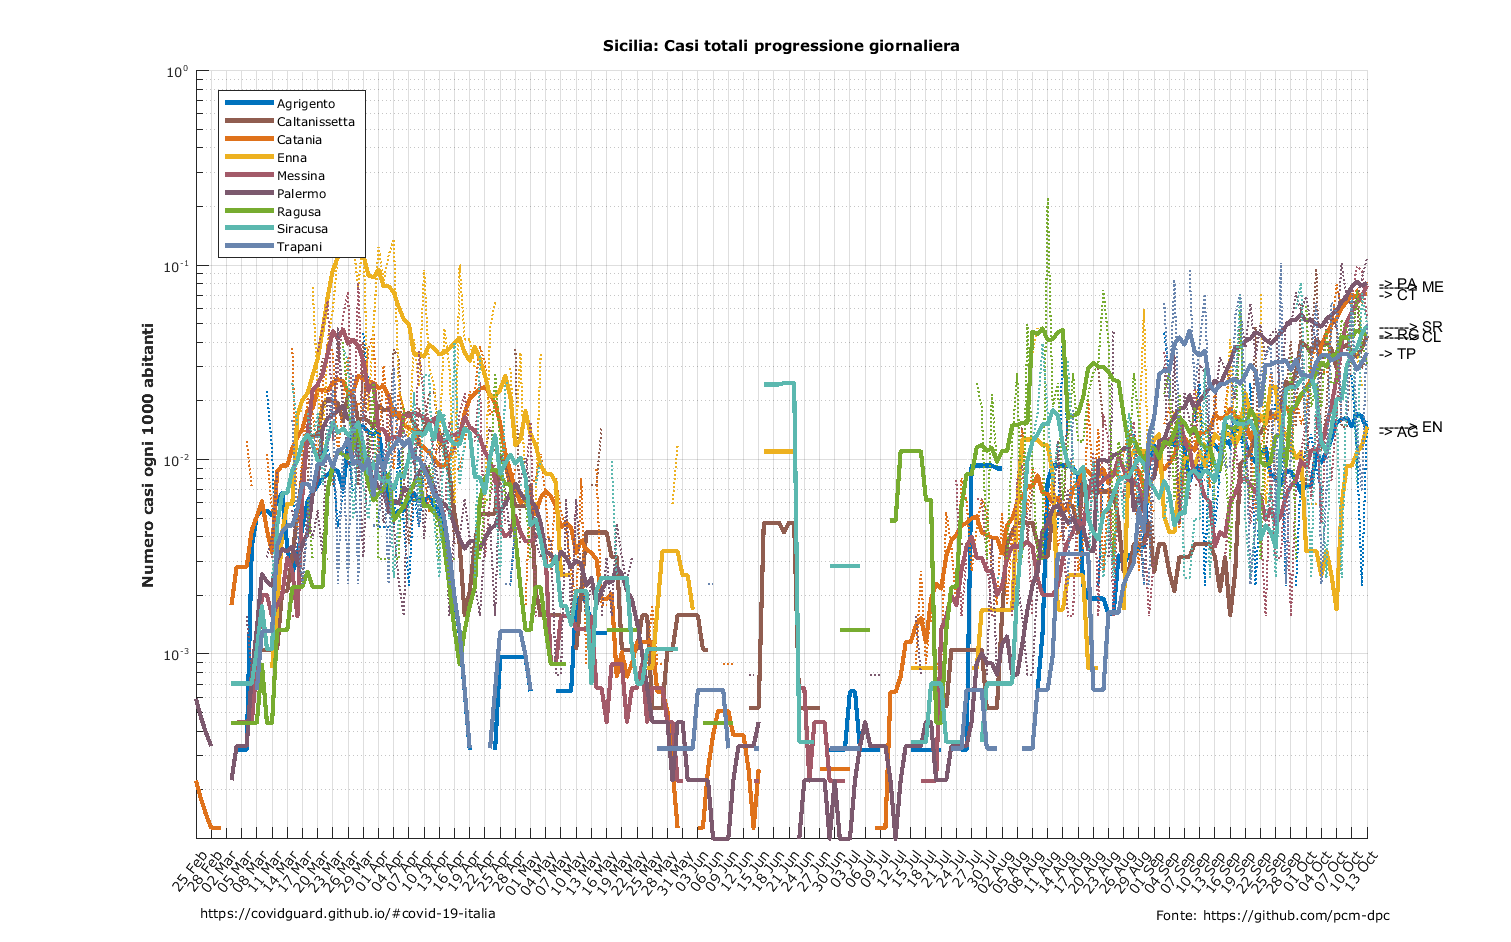 Sicilia: Casi totali progressione giornaliera
10^0
10^-1
10^-2
10^-3
Numero casi ogni 1000 abitanti
Agrigento
Caltanissetta
Catania
Enna
Messina
Palermo
Ragusa
Siracusa
Trapani
-> PA
-----> ME
-> CT
-----> SR
-> RG
-----> CL
-> TP
-----> EN
-> AG
25 Feb
28 Feb
02 Mar
05 Mar
08 Mar
11 Mar
14 Mar
17 Mar
20 Mar
23 Mar
26 Mar
29 Mar
01 Apr
04 Apr
07 Apr
10 Apr
13 Apr
16 Apr
19 Apr
22 Apr
25 Apr
28 Apr
01 May
04 May
07 May
10 May
13 May
16 May
19 May
22 May
25 May
28 May
31 May
03 Jun
06 Jun
09 Jun
12 Jun
15 Jun
18 Jun
21 Jun
24 Jun
27 Jun
30 Jun
03 Jul
06 Jul
09 Jul
12 Jul
15 Jul
18 Jul
21 Jul
24 Jul
27 Jul
30 Jul
02 Aug
05 Aug
08 Aug
11 Aug
14 Aug
17 Aug
20 Aug
23 Aug
26 Aug
29 Aug
01 Sep
04 Sep
07 Sep
10 Sep
13 Sep
16 Sep
19 Sep
22 Sep
25 Sep
28 Sep
01 Oct
04 Oct
07 Oct
10 Oct
13 Oct
https://covidguard.github.io/#covid-19-italia
Fonte: https://github.com/pcm-dpc